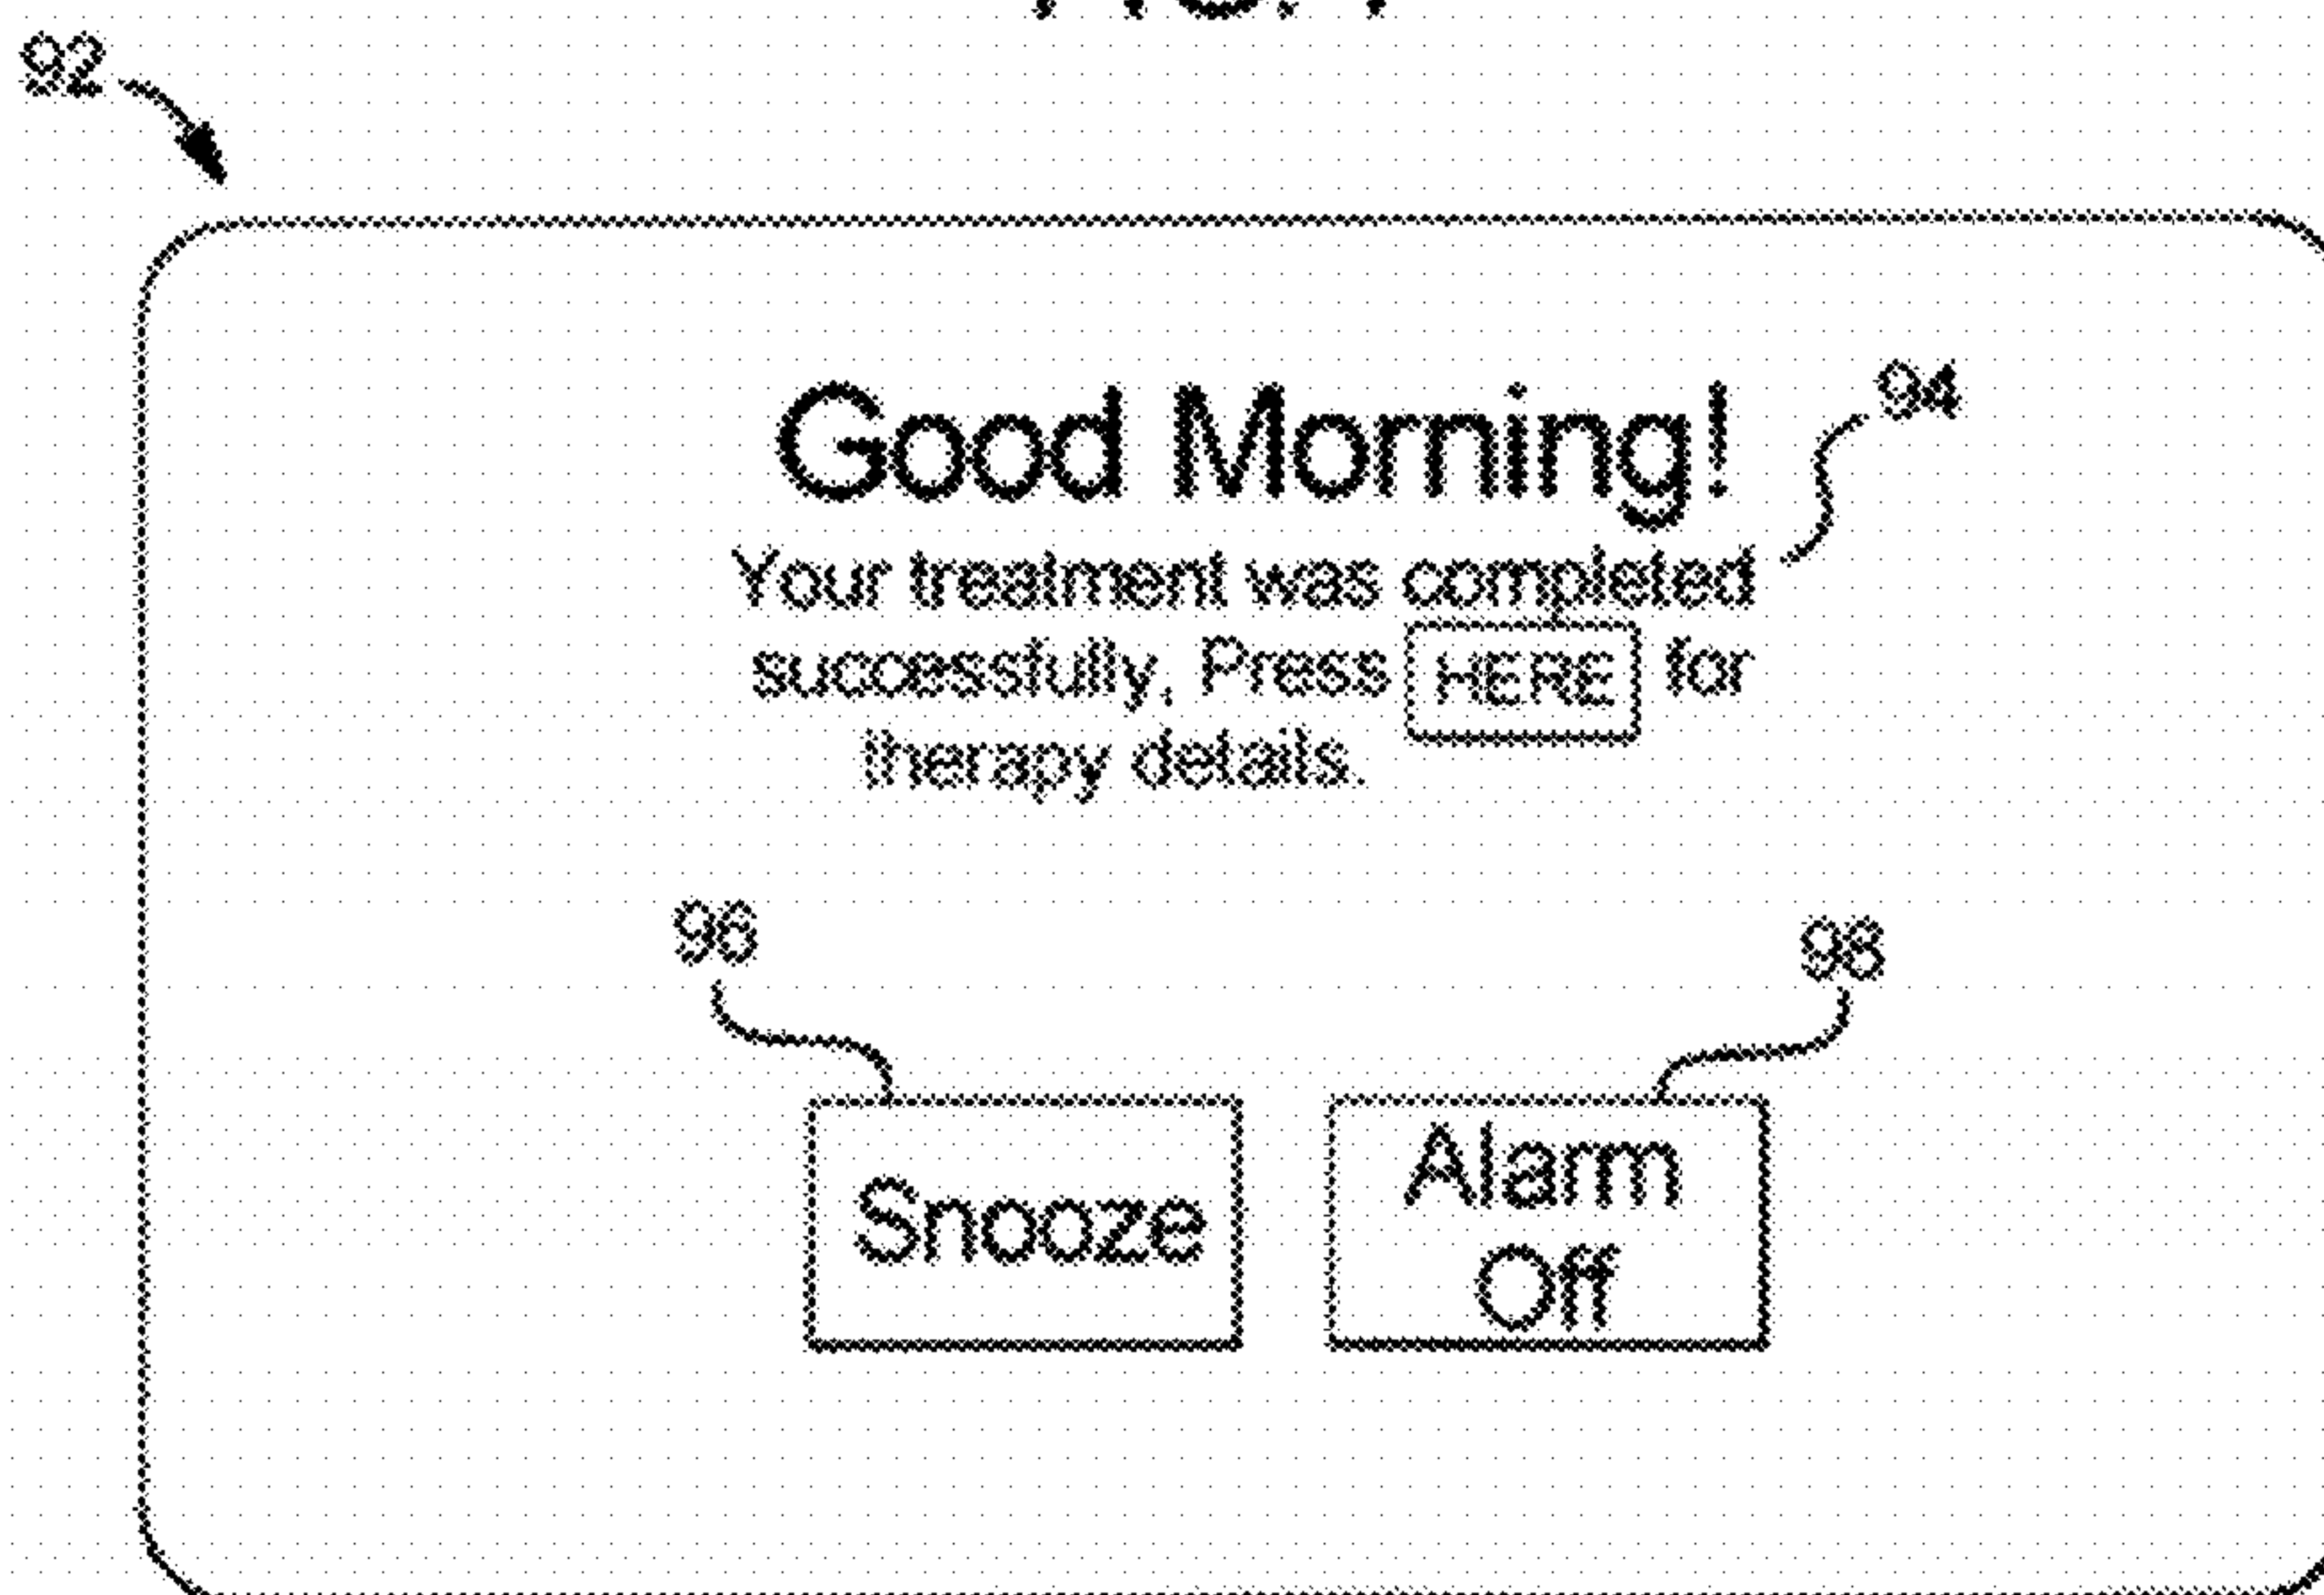 92
Good Morning!
94
Your treatment was completed
successfully. Press HERE for
therapy details.
96
98
Snooze
Alarm
Off